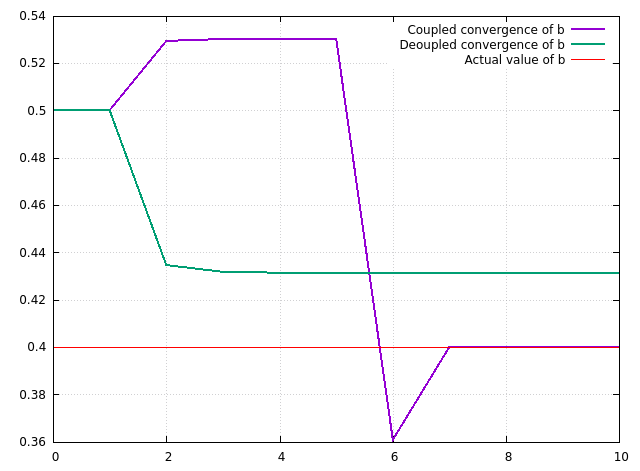 0.54
Coupled convergence of b
Deoupled convergence of b
Actual value of b
0.52
0.5
0.48
0.46
0.44
0.42
0.4
0.38
0.36
0 2 4 6 8 10